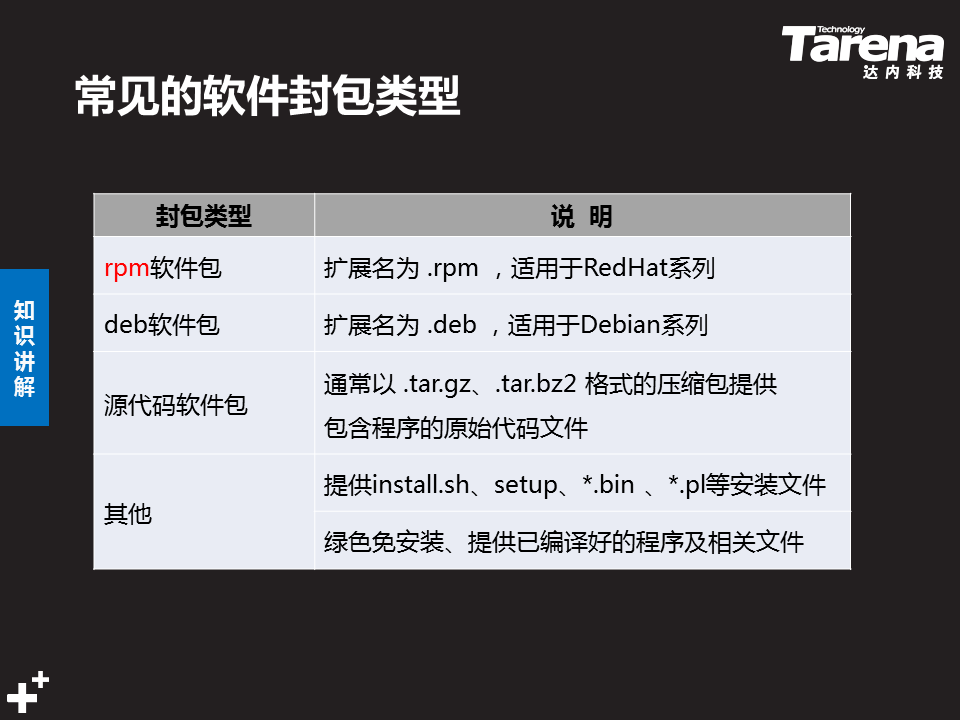 Technology
Tarena
达内科技
常见的软件封包类型
封包类型 说 明
rpm软件包 扩展名为 .rpm ，适用于RedHat系列
deb软件包 扩展名为 .deb ，适用于Debian系列
源代码软件包 通常以 .tar.gz、.tar.bz2 格式的压缩包提供
包含程序的原始代码文件
其他 提供install.sh、setup、*.bin 、*.pl等安装文件
绿色免安装、提供已编译好的程序及相关文件
知识讲解